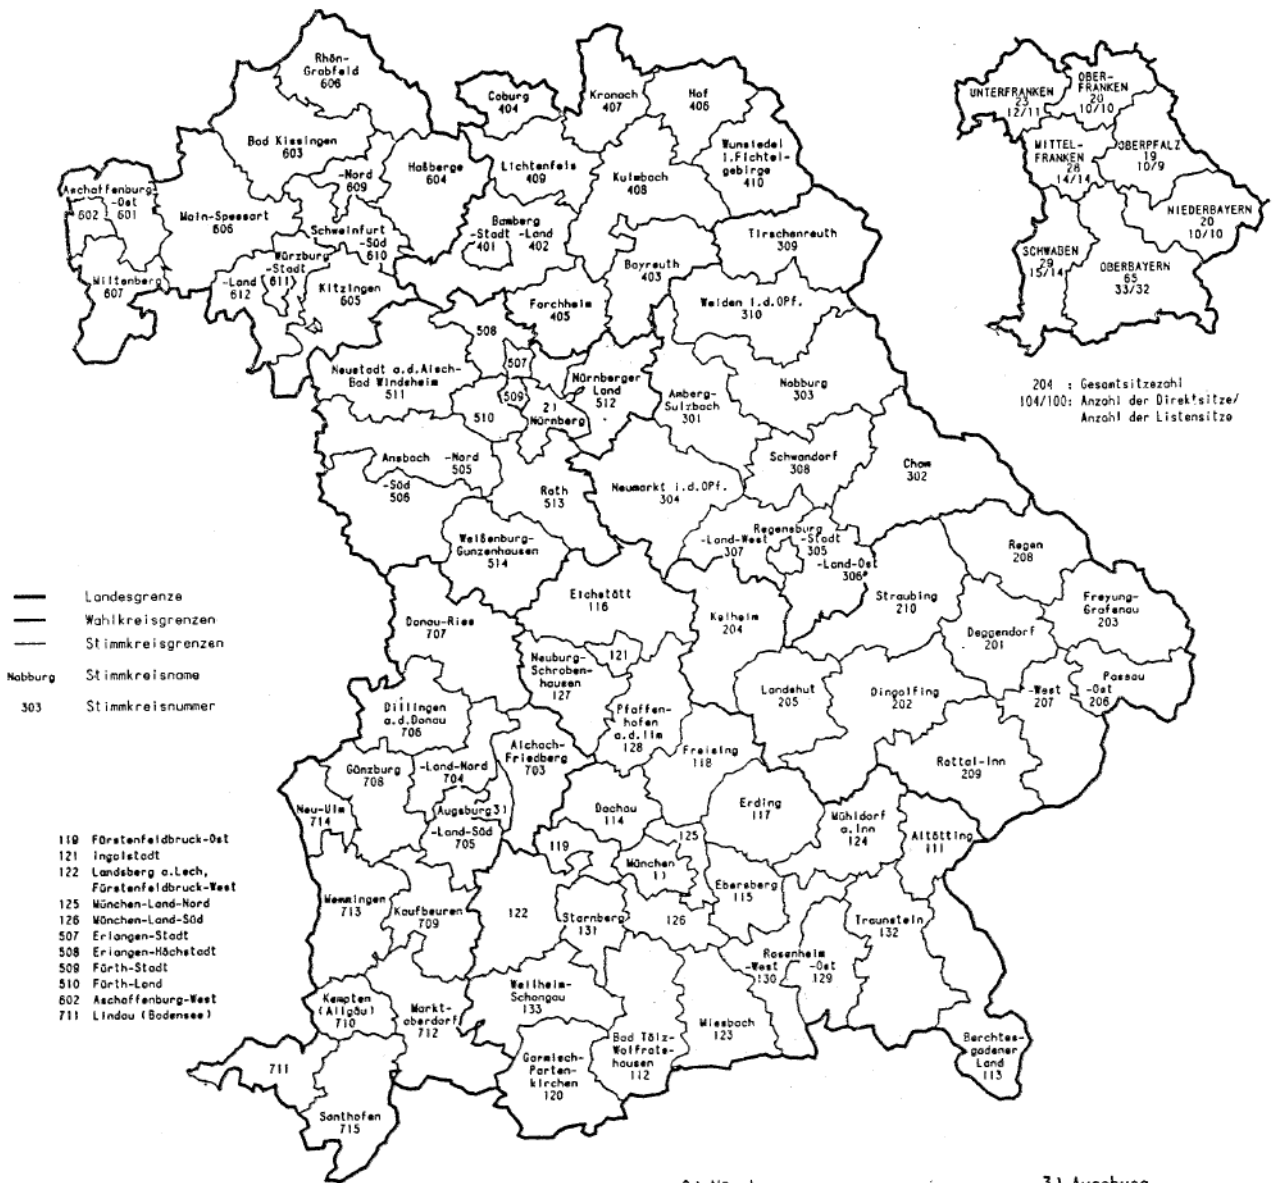 Rhön-
Grabfeld
608
Coburg
404
Kronach
407
Hof
406
Bad Kissingen
603
-Nord
609
Haßberge
604
Lichtenfels
409
Kulmbach
408
Wunsiedel
i.Fichtel-
gebirge
410
Aschaffenburg
-Ost
602
601
Main-Spessart
606
Schweinfurt
-Süd
610
Bamberg
-Stadt
401
-Land
402
Tirschenreuth
309
Miltenberg
607
Würzburg
-Stadt
611
-Land
612
Kitzingen
605
Bayreuth
403
Forchheim
405
Weiden i.d.OPf.
310
508
507
Neustadt a.d.Aisch-
Bad Windsheim
511
509
510
2)
Nürnberg
Nürnberger
Land
512
Amberg-
Sulzbach
301
Nabburg
303
Ansbach
-Nord
505
-Süd
506
Roth
513
Neumarkt i.d.OPf.
304
Schwandorf
308
Cham
302
Weißenburg-
Gunzenhausen
514
Regensburg
-Land-West
307
-Stadt
305
-Land-Ost
306
Regen
208
Eichstätt
116
Kelheim
204
Straubing
210
Freyung-
Grafenau
203
Donau-Ries
707
Neuburg-
Schroben-
hausen
127
121
Deggendorf
201
Passau
-West
207
-Ost
206
Landshut
205
Dingolfing
202
Dillingen
a.d.Donau
706
Pfaffen-
hofen
a.d.Ilm
128
Aichach-
Friedberg
703
Freising
118
Rottal-Inn
209
Günzburg
708
-Land-Nord
704
Augsburg3)
-Land-Süd
705
Neu-Ulm
714
Dachau
114
Erding
117
Mühldorf
a.Inn
124
Altötting
111
119
125
München
1)
Ebersberg
115
Memmingen
713
Kaufbeuren
709
122
Starnberg
131
126
Traunstein
132
Rosenheim
-West
130
-Ost
129
Kempten
(Allgäu)
710
Markt-
oberdorf
712
Weilheim-
Schongau
133
Bad Tölz-
Wolfrats-
hausen
112
Miesbach
123
Berchtes-
gadener
Land
113
711
Garmisch-
Parten-
kirchen
120
Sonthofen
715
Landesgrenze
Wahlkreisgrenzen
Stimmkreisgrenzen
Nabburg Stimmkreisname
303 Stimmkreisnummer
119 Fürstenfeldbruck-Ost
121 Ingolstadt
122 Landsberg a.Lech,
Fürstenfeldbruck-West
125 München-Land-Nord
126 München-Land-Süd
507 Erlangen-Stadt
508 Erlangen-Höchstadt
509 Fürth-Stadt
510 Fürth-Land
602 Aschaffenburg-West
711 Lindau (Bodensee)
UNTERFRANKEN
23
12/11
OBER-
FRANKEN
20
10/10
MITTEL-
FRANKEN
28
14/14
OBERPFALZ
19
10/9
NIEDERBAYERN
20
10/10
SCHWABEN
29
15/14
OBERBAYERN
65
33/32
204 : Gesamtsitzezahl
104/100: Anzahl der Direktsitze/
Anzahl der Listensitze
3) Augsburg